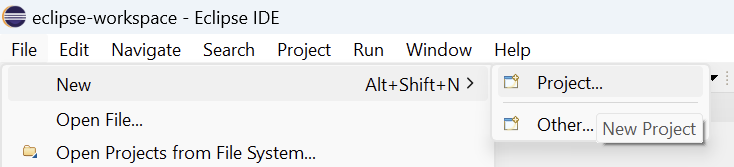 eclipse-workspace - Eclipse IDE
File Edit Navigate Search Project Run Window Help
New Alt+Shift+N > Project...
Open File... Other... New Project
Open Projects from File System...